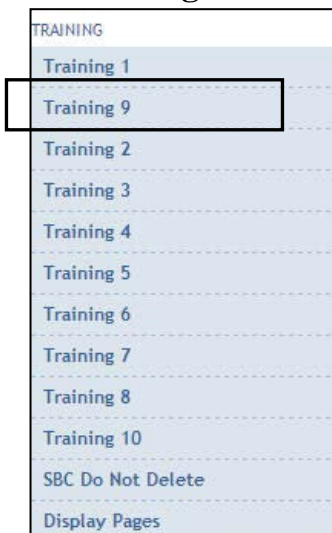 TRAINING
Training 1
Training 9
Training 2
Training 3
Training 4
Training 5
Training 6
Training 7
Training 8
Training 10
SBC Do Not Delete
Display Pages